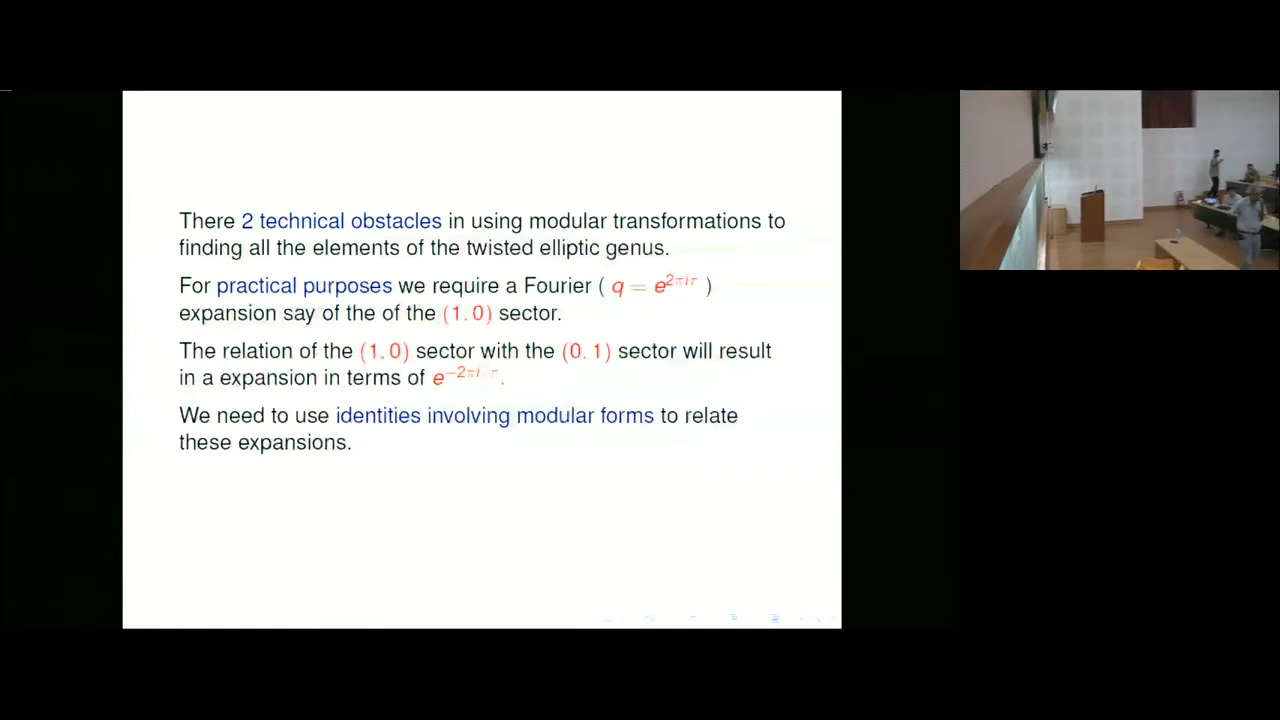 There 2 technical obstacles in using modular transformations to
finding all the elements of the twisted elliptic genus.
For practical purposes we require a Fourier ( q = e^{2πiτ} )
expansion say of the of the (1, 0) sector.
The relation of the (1, 0) sector with the (0, 1) sector will result
in a expansion in terms of
We need to use identities involving modular forms to relate
these expansions.